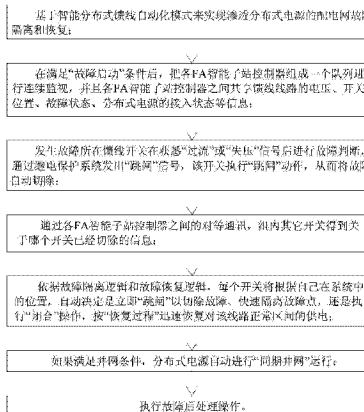 基于智能分布式馈线自动化模式来实现渗透分布式电源的配电网故障
隔离和恢复;
在满足“故障启动”条件后，把各FA智能子站控制器组成一个队列进
行连续监视，并且各FA智能子站控制器之间共享馈线线路的电压、开关
位置、故障状态、分布式电源的接入状态等信息;
发生故障所在馈线开关在获悉“过流”或“失压”信号后进行故障判断，
通过继电保护系统发出“跳闸”信号，该开关执行“跳闸”动作，从而将故障
自动切除;
通过各FA智能子站控制器之间的对等通讯，组内其它开关得到关
于哪个开关已经切除的信息;
依据故障隔离逻辑和故障恢复逻辑，每个开关将根据自己在系统中
的位置，自动决定是立即“跳闸”以切除故障、快速隔离故障点，还是执
行“闭合”操作，按“恢复过程”迅速恢复对该线路正常区间的供电;
如果满足并网条件，分布式电源自动进行“同期并网”运行;
执行故障后处理操作。